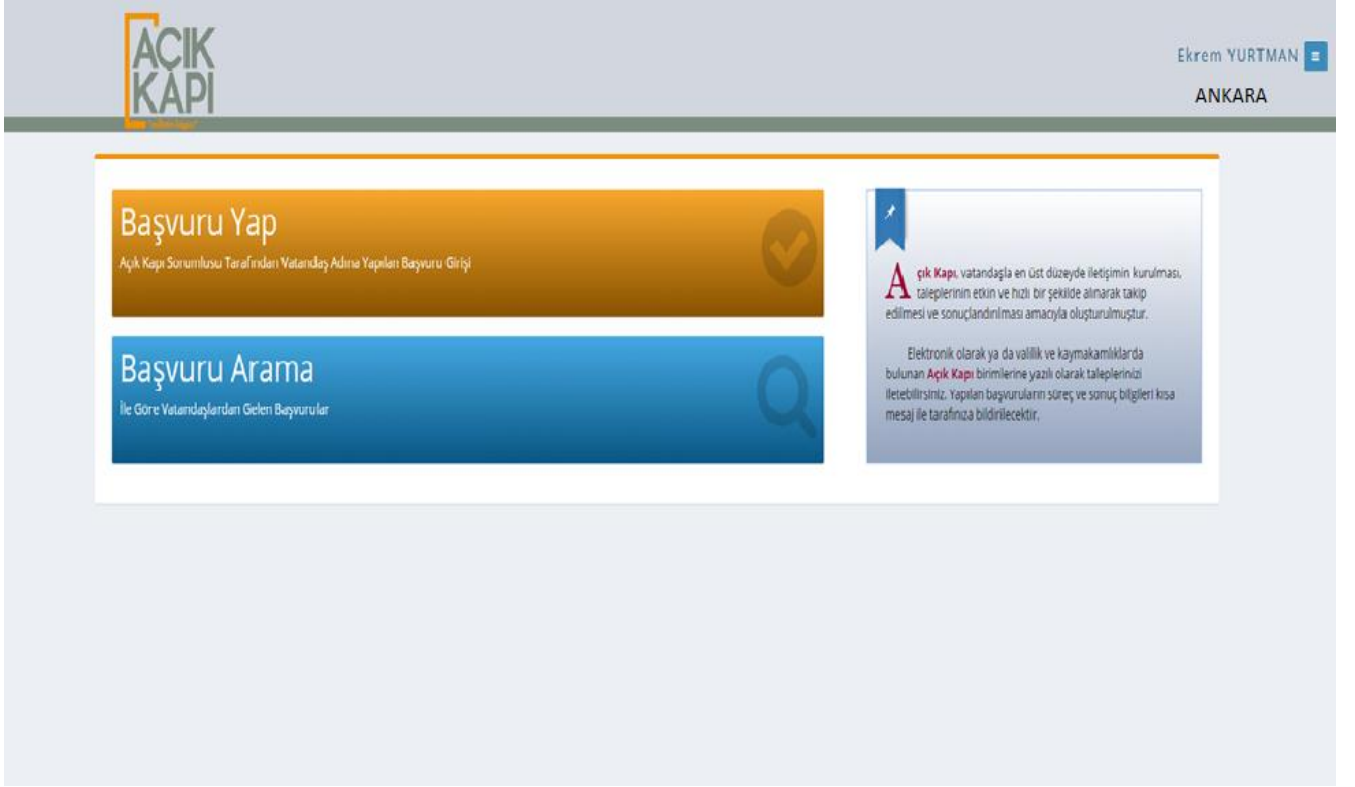 AÇIK
KAPI
Ekrem YURTMAN
ANKARA
Başvuru Yap
Açık Kapı Sorumlusu Tarafından Vatandaş Adına Yapılan Başvuru Girişi
Başvuru Arama
İle Göre Vatandaşlardan Gelen Başvurular
Açık Kapı, vatandaşla en üst düzeyde iletişimin kurulması,
taleplerinin etkin ve hızlı bir şekilde alınarak takip
edilmesi ve sonuçlandırılması amacıyla oluşturulmuştur.
Elektronik olarak ya da valilik ve kaymakamlıklarda
bulunan Açık Kapı birimlerine yazılı olarak taleplerinizi
iletebilirsiniz. Yapılan başvuruların süreç ve sonuç bilgileri kısa
mesaj ile tarafınıza bildirilecektir.